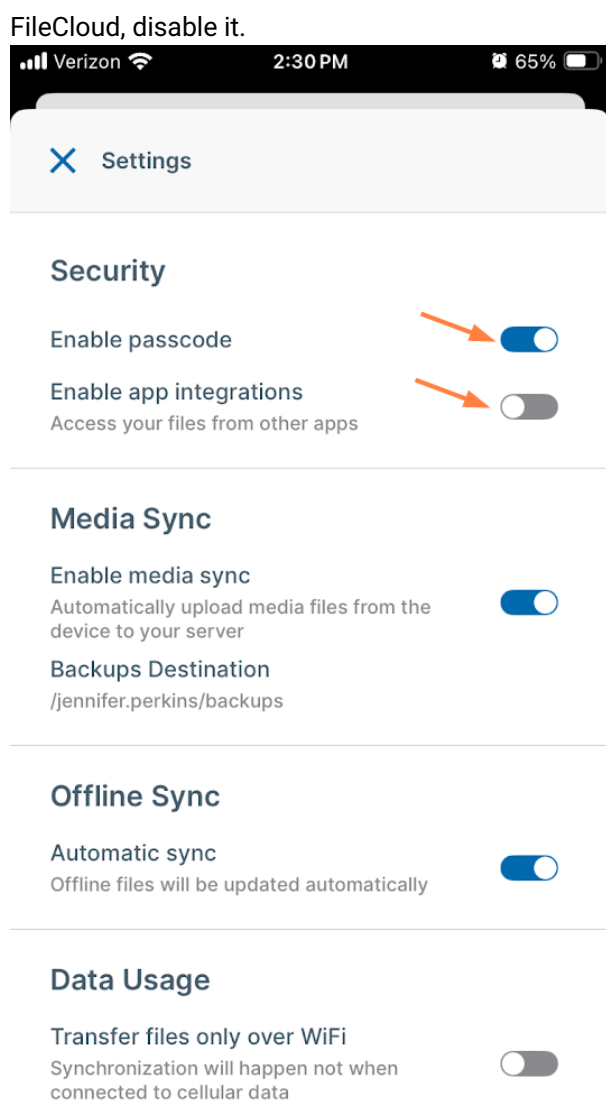 FileCloud, disable it.
Verizon 2:30 PM 65%
Settings
Security
Enable passcode
Enable app integrations
Access your files from other apps
Media Sync
Enable media sync
Automatically upload media files from the
device to your server
Backups Destination
/jennifer.perkins/backups
Offline Sync
Automatic sync
Offline files will be updated automatically
Data Usage
Transfer files only over WiFi
Synchronization will happen not when
connected to cellular data